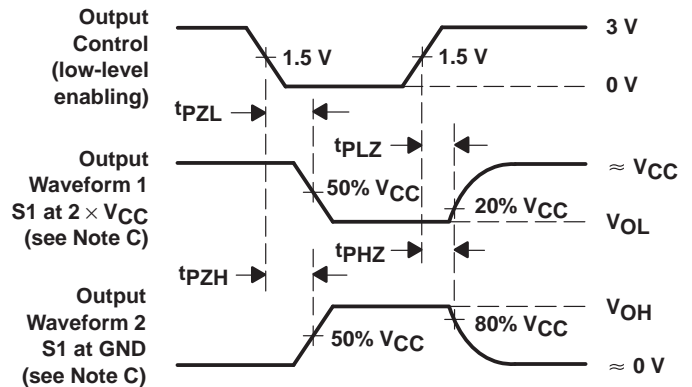 Output
Control
(low-level
enabling)
3 V
1.5 V
1.5 V
0 V
tPZL
tPLZ
Output
Waveform 1
S1 at 2 × VCC
(see Note C)
≈ VCC
50% VCC
20% VCC
VOL
tPZH
tPHZ
Output
Waveform 2
S1 at GND
(see Note C)
VOH
50% VCC
80% VCC
≈ 0 V